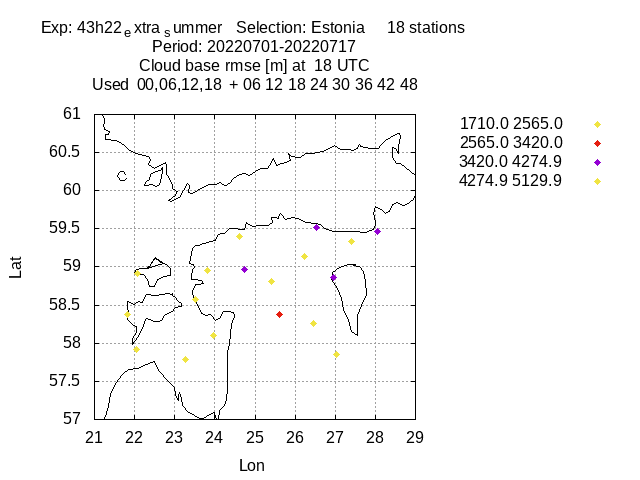 Exp: 43h22 e xtra s ummer Selection: Estonia 18 stations
Period: 20220701-20220717
Cloud base rmse [m] at 18 UTC
Used 00,06,12,18 + 06 12 18 24 30 36 42 48
1710.0 2565.0
2565.0 3420.0
3420.0 4274.9
4274.9 5129.9
61
60.5
60
59.5
59
58.5
58
57.5
57
Lat
21 22 23 24 25 26 27 28 29
Lon